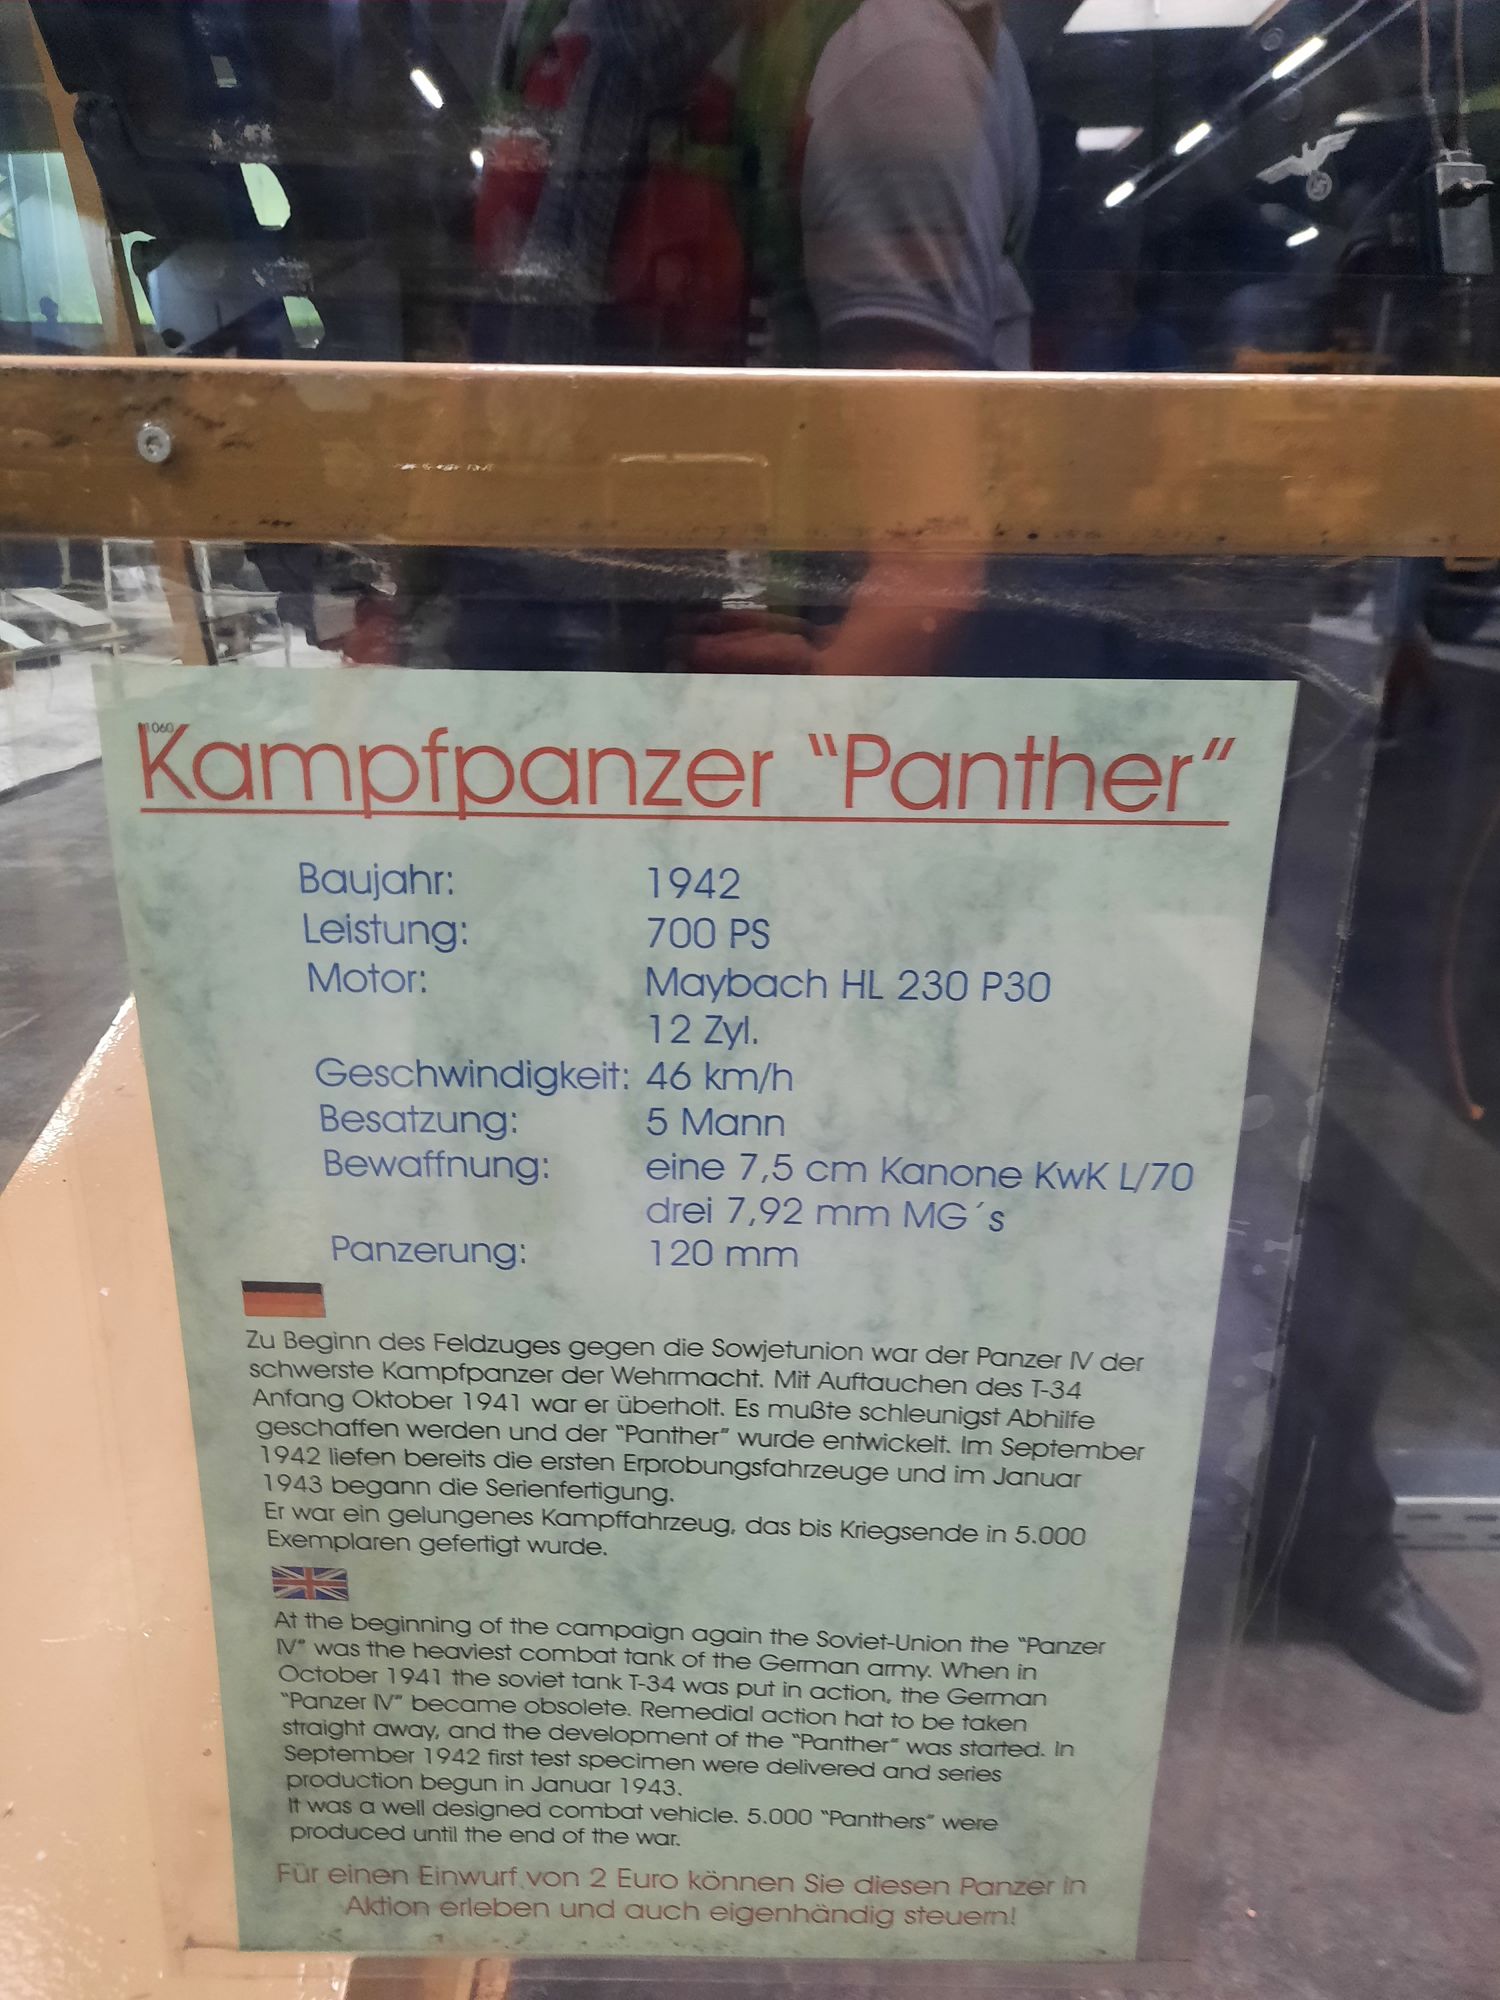 1060
Kampfpanzer "Panther"
Baujahr: 1942
Leistung: 700 PS
Motor: Maybach HL 230 P30
12 Zyl.
Geschwindigkeit: 46 km/h
Besatzung: 5 Mann
Bewaffnung: eine 7,5 cm Kanone KwK L/70
drei 7,92 mm MG´s
Panzerung: 120 mm
Zu Beginn des Feldzuges gegen die Sowjetunion war der Panzer IV der
schwerste Kampfpanzer der Wehrmacht. Mit Auftauchen des T-34
Anfang Oktober 1941 war er überholt. Es mußte schleunigst Abhilfe
geschaffen werden und der "Panther" wurde entwickelt. Im September
1942 liefen bereits die ersten Erprobungsfahrzeuge und im Januar
1943 begann die Serienfertigung.
Er war ein gelungenes Kampffahrzeug, das bis Kriegsende in 5.000
Exemplaren gefertigt wurde.
At the beginning of the campaign again the Soviet-Union the "Panzer
IV" was the heaviest combat tank of the German army. When in
October 1941 the soviet tank T-34 was put in action, the German
"Panzer IV" became obsolete. Remedial action hat to be taken
straight away, and the development of the "Panther" was started. In
September 1942 first test specimen were delivered and series
production begun in Januar 1943.
It was a well designed combat vehicle. 5.000 "Panthers" were
produced until the end of the war.
Für einen Einwurf von 2 Euro können Sie diesen Panzer in
Aktion erleben und auch eigenhändig steuern!